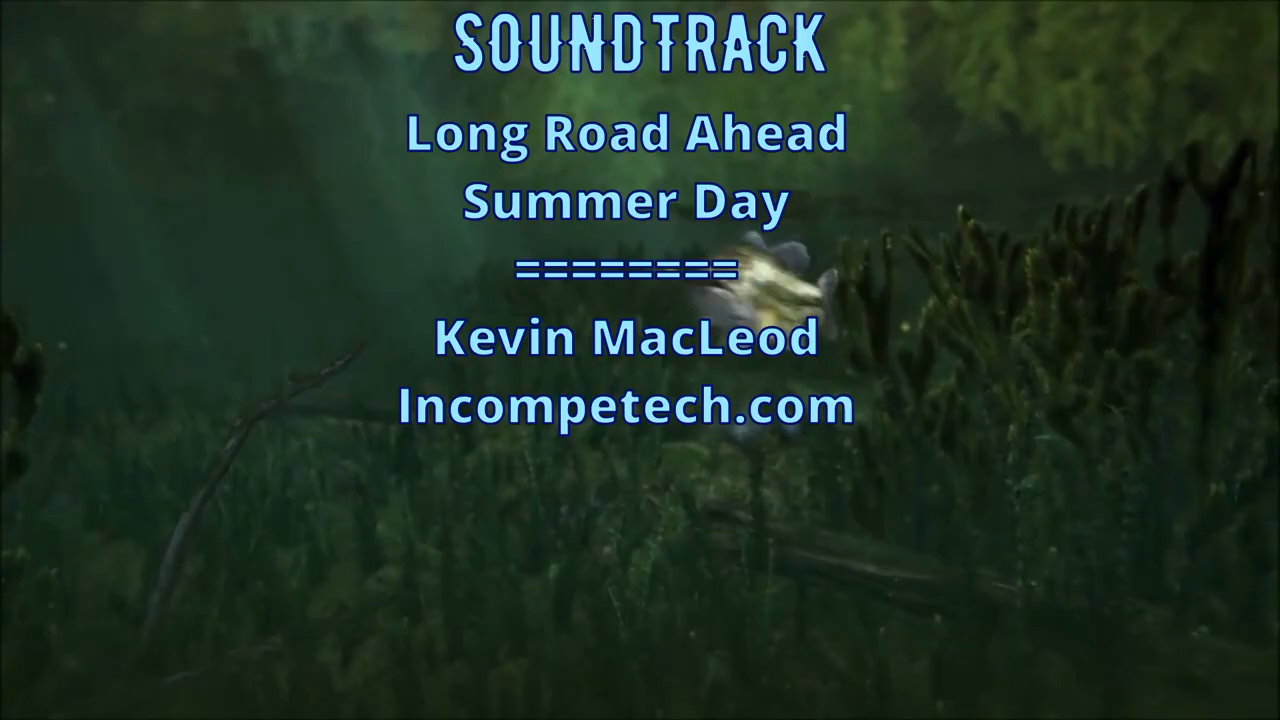 SOUNDTRACK
Long Road Ahead
Summer Day
========
Kevin MacLeod
Incompetech.com